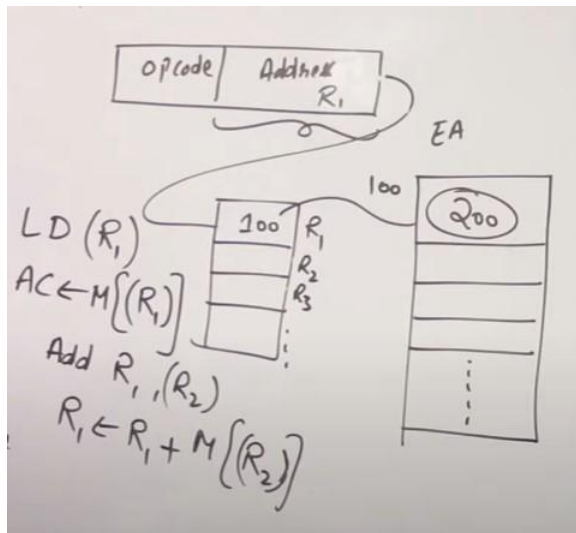 Opcode Address
R₁
EA
100 200
100 R₁
R₂
R₃
LD (R₁)
AC ← M[(R₁)]
Add R₁, (R₂)
R₁ ← R₁ + M[(R₂)]